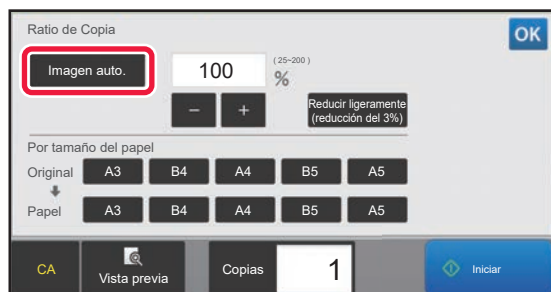 Ratio de Copia
OK
Imagen auto.
100
(25~200)
%
−
+
Reducir ligeramente
(reducción del 3%)
Por tamaño del papel
Original A3 B4 A4 B5 A5
Papel A3 B4 A4 B5 A5
CA
Vista previa
Copias
1
Iniciar